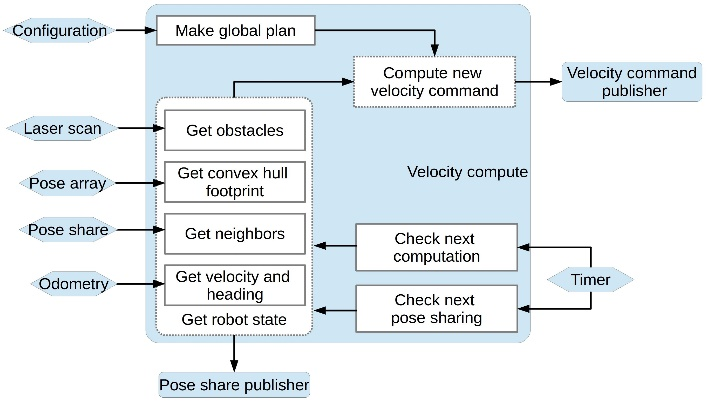 Configuration
Make global plan
Compute new
velocity command
Velocity command
publisher
Laser scan
Get obstacles
Pose array
Get convex hull
footprint
Velocity compute
Pose share
Get neighbors
Check next
computation
Odometry
Get velocity and
heading
Timer
Check next
pose sharing
Get robot state
Pose share publisher